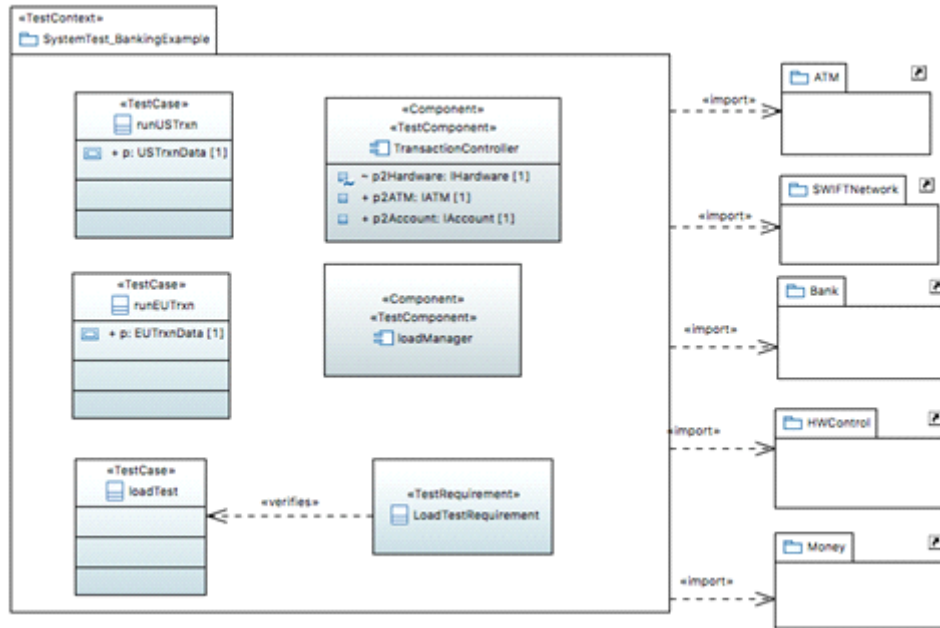 «TestContext»
SystemTest_BankingExample
«TestCase»
runUSTrxn
+ p: USTrxnData [1]
«Component»
«TestComponent»
TransactionController
~ p2Hardware: IHardware [1]
+ p2ATM: IATM [1]
+ p2Account: IAccount [1]
«TestCase»
runEUTrxn
+ p: EUTrxnData [1]
«Component»
«TestComponent»
loadManager
«TestCase»
loadTest
«verifies»
«TestRequirement»
LoadTestRequirement
«import»
ATM
«import»
SWIFTNetwork
«import»
Bank
«import»
HWControl
«import»
Money